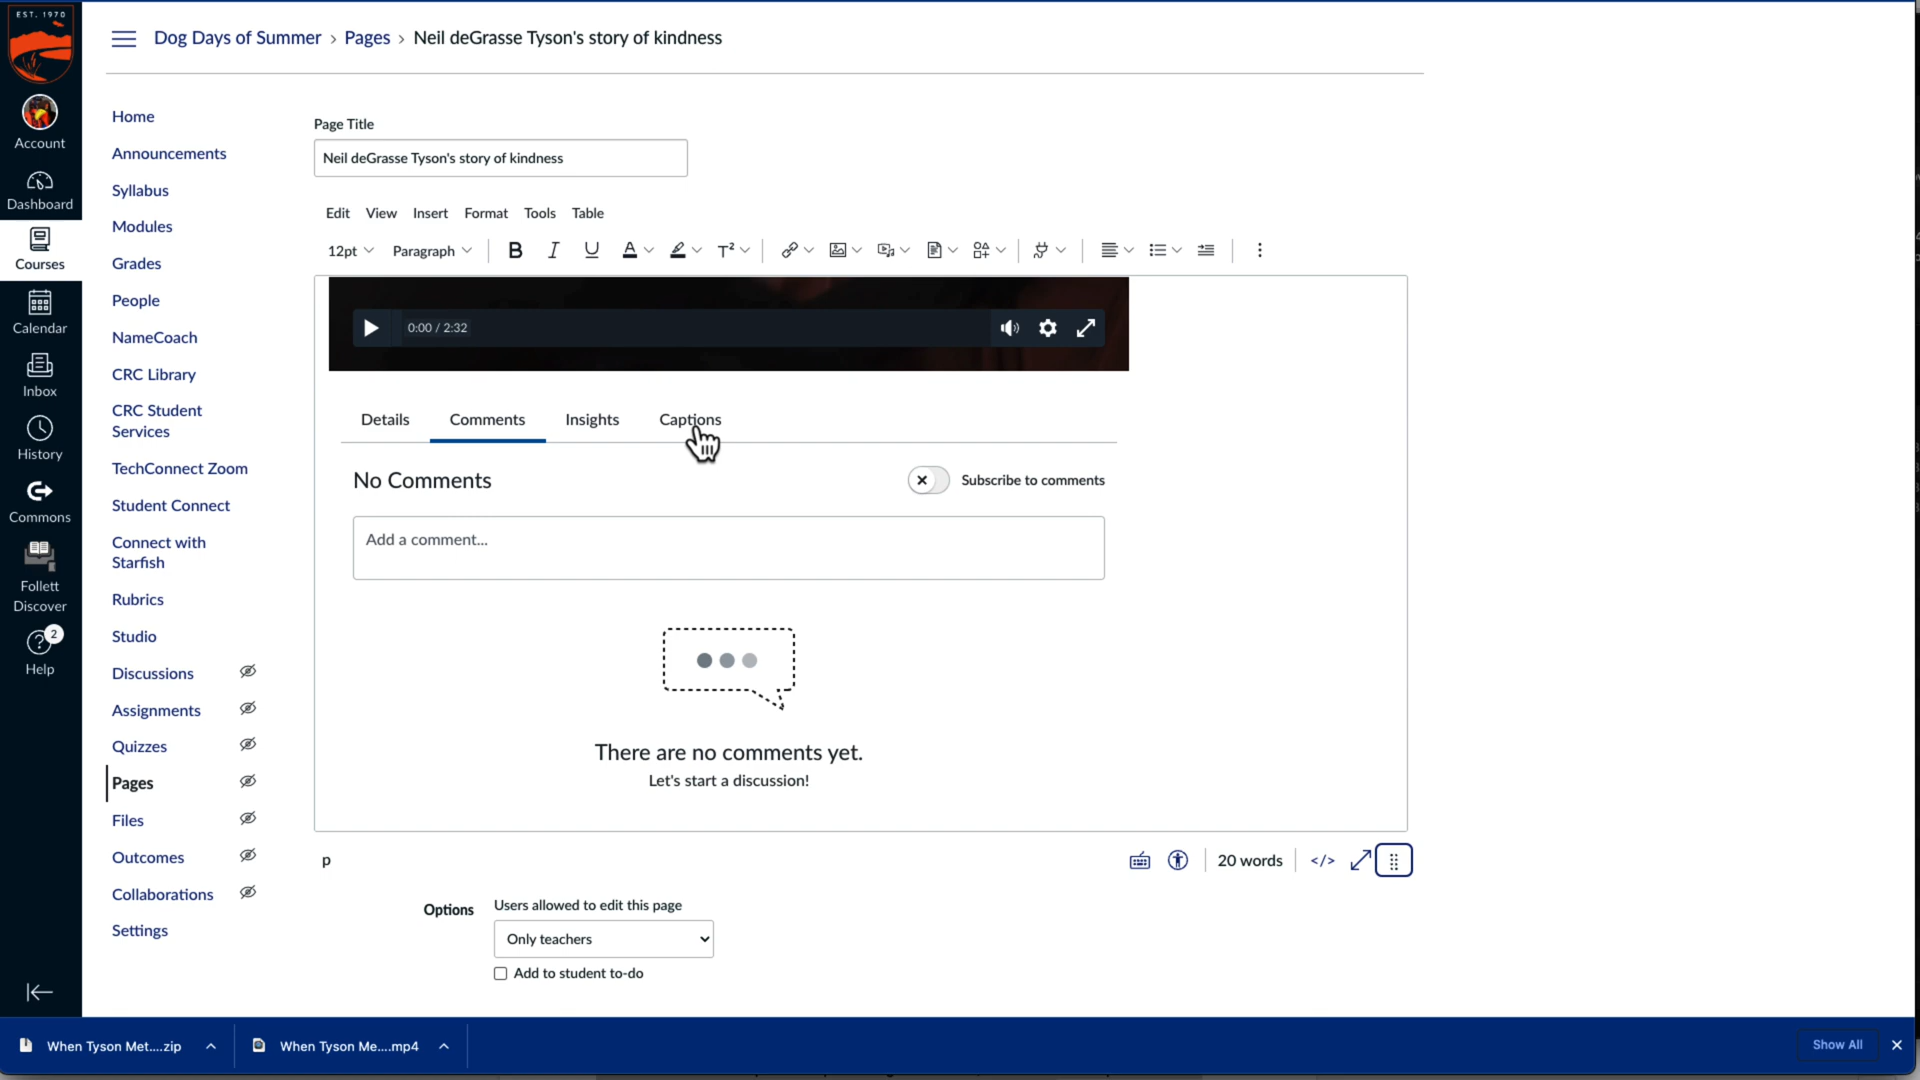 EST. 1970
Dog Days of Summer › Pages › Neil deGrasse Tyson's story of kindness
Account
Dashboard
Courses
Calendar
Inbox
History
Commons
Follett
Discover
2
Help
Home
Announcements
Syllabus
Modules
Grades
People
NameCoach
CRC Library
CRC Student
Services
TechConnect Zoom
Student Connect
Connect with
Starfish
Rubrics
Studio
Discussions
Assignments
Quizzes
Pages
Files
Outcomes
Collaborations
Settings
Page Title
Neil deGrasse Tyson's story of kindness
Edit View Insert Format Tools Table
12pt Paragraph B I U A T²
0:00 / 2:32
Details Comments Insights Captions
No Comments
Subscribe to comments
Add a comment...
There are no comments yet.
Let's start a discussion!
p
20 words </>
Options
Users allowed to edit this page
Only teachers
Add to student to-do
When Tyson Met....zip
When Tyson Me....mp4
Show All